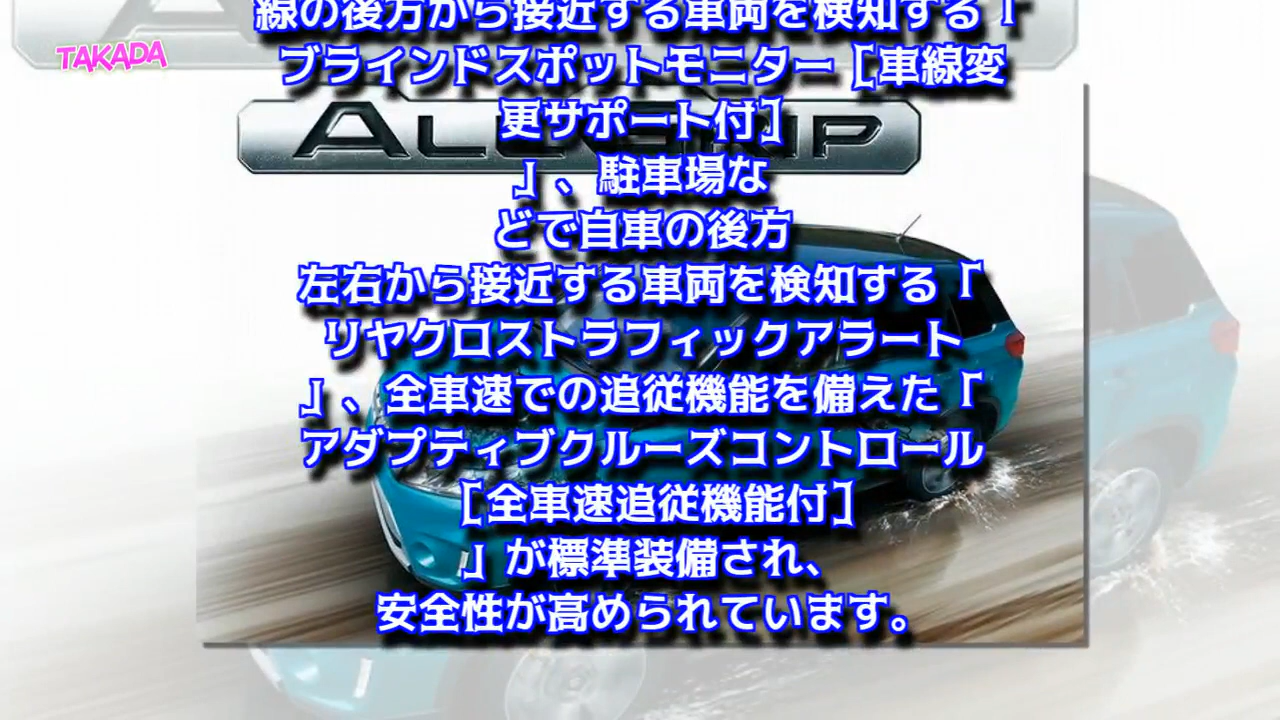 線の後方から接近する車両を検知する「
TAKADA
ブラインドスポットモニター［車線変
更サポート付］
ALLGRIP
」、駐車場な
どで自車の後方
左右から接近する車両を検知する「
リヤクロストラフィックアラート
」、全車速での追従機能を備えた「
アダプティブクルーズコントロール
［全車速追従機能付］
」が標準装備され、
安全性が高められています。